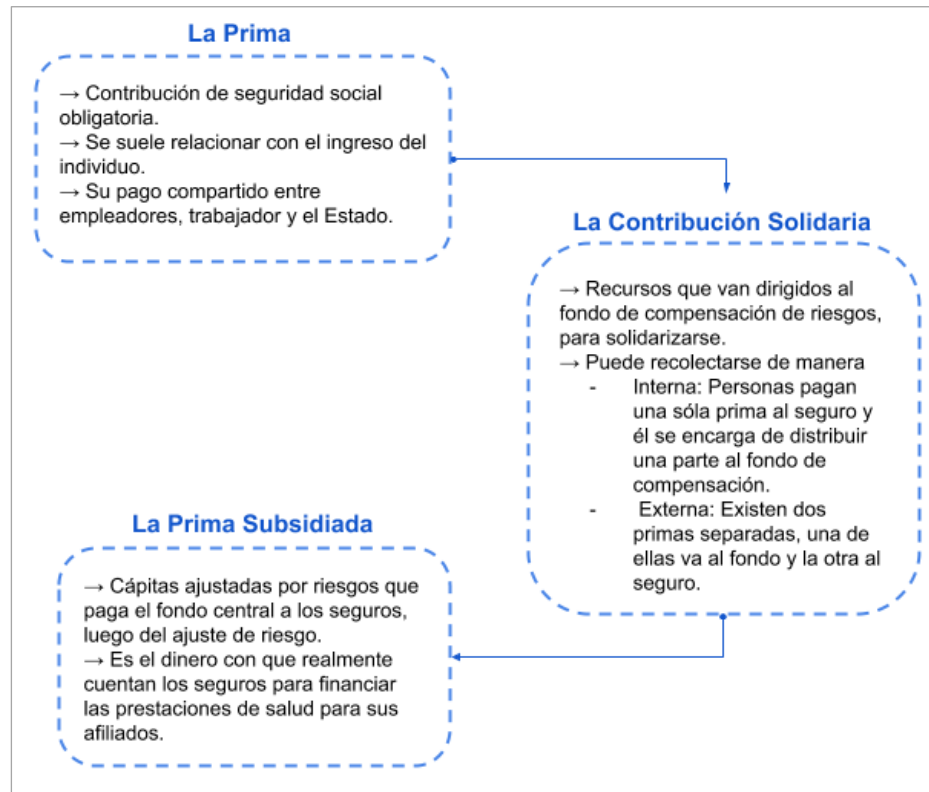 La Prima
→ Contribución de seguridad social
obligatoria.
→ Se suele relacionar con el ingreso del
individuo.
→ Su pago compartido entre
empleadores, trabajador y el Estado.
La Contribución Solidaria
→ Recursos que van dirigidos al
fondo de compensación de riesgos,
para solidarizarse.
→ Puede recolectarse de manera
- Interna: Personas pagan
una sóla prima al seguro y
él se encarga de distribuir
una parte al fondo de
compensación.
- Externa: Existen dos
primas separadas, una de
ellas va al fondo y la otra al
seguro.
La Prima Subsidiada
→ Cápitas ajustadas por riesgos que
paga el fondo central a los seguros,
luego del ajuste de riesgo.
→ Es el dinero con que realmente
cuentan los seguros para financiar
las prestaciones de salud para sus
afiliados.